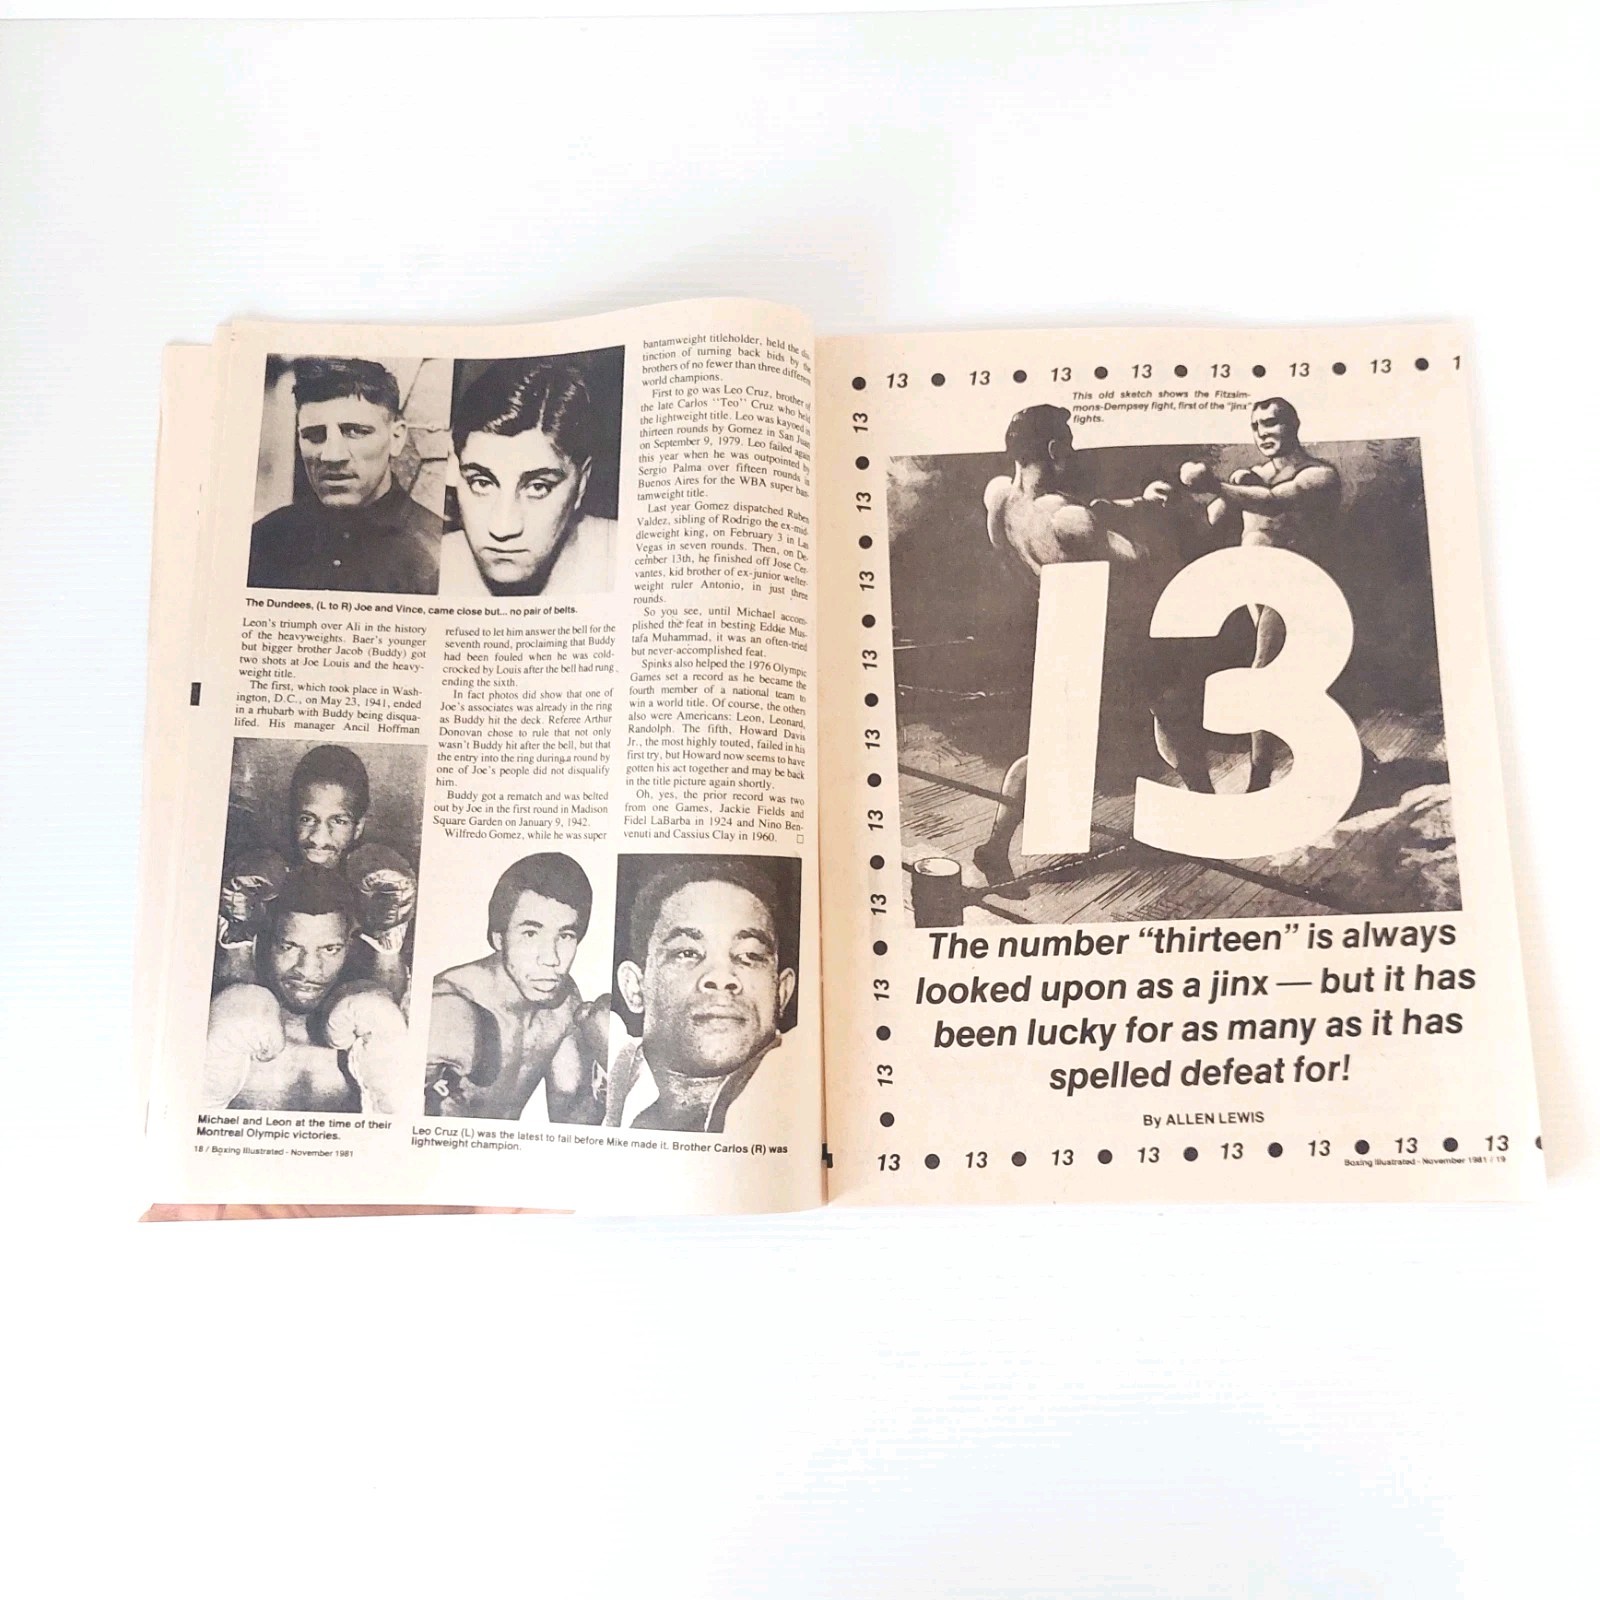 The Dundees, (L to R) Joe and Vince, came close but... no pair of belts.
Leon's triumph over Ali in the history
of the heavyweights. Baer's younger
but bigger brother Jacob (Buddy) got
two shots at Joe Louis and the heavy-
weight title.
The first, which took place in Wash-
ington, D.C., on May 23, 1941, ended
in a rhubarb with Buddy being disqua-
lifed. His manager Ancil Hoffman
Michael and Leon at the time of their
Montreal Olympic victories.
18 / Boxing Illustrated - November 1981
refused to let him answer the bell for the
seventh round, proclaiming that Buddy
had been fouled when he was cold-
crocked by Louis after the bell had rung,
ending the sixth.
In fact photos did show that one of
Joe's associates was already in the ring
as Buddy hit the deck. Referee Arthur
Donovan chose to rule that not only
wasn't Buddy hit after the bell, but that
the entry into the ring during a round by
one of Joe's people did not disqualify
him.
Buddy got a rematch and was belted
out by Joe in the first round in Madison
Square Garden on January 9, 1942.
Wilfredo Gomez, while he was super
bantamweight titleholder, held the dis-
tinction of turning back bids by the
brothers of no fewer than three different
world champions.
First to go was Leo Cruz, brother of
the late Carlos "Teo" Cruz who held
the lightweight title. Leo was kayoed in
thirteen rounds by Gomez in San Juan
on September 9, 1979. Leo failed again
this year when he was outpointed by
Sergio Palma over fifteen rounds in
Buenos Aires for the WBA super ban-
tamweight title.
Last year Gomez dispatched Ruben
Valdez, sibling of Rodrigo the ex-mid-
dleweight king, on February 3 in Las
Vegas in seven rounds. Then, on De-
cember 13th, he finished off Jose Cer-
vantes, kid brother of ex-junior welter-
weight ruler Antonio, in just three
rounds.
So you see, until Michael accom-
plished the feat in besting Eddie Mus-
tafa Muhammad, it was an often-tried
but never-accomplished feat.
Spinks also helped the 1976 Olympic
Games set a record as he became the
fourth member of a national team to
win a world title. Of course, the others
also were Americans: Leon, Leonard,
Randolph. The fifth, Howard Davis
Jr., the most highly touted, failed in his
first try, but Howard now seems to have
gotten his act together and may be back
in the title picture again shortly.
Oh, yes, the prior record was two
from one Games, Jackie Fields and
Fidel LaBarba in 1924 and Nino Ben-
venuti and Cassius Clay in 1960. □
Leo Cruz (L) was the latest to fail before Mike made it. Brother Carlos (R) was
lightweight champion.
● 13 ● 13 ● 13 ● 13 ● 13 ● 13 ● 13 ● 1
This old sketch shows the Fitzsim-
mons-Dempsey fight, first of the "jinx"
fights.
13 ● 13 ● 13 ● 13 ● 13 ● 13 ● 13 ● 13 ● 13 ●
13
The number "thirteen" is always
looked upon as a jinx — but it has
been lucky for as many as it has
spelled defeat for!
By ALLEN LEWIS
13 ● 13 ● 13 ● 13 ● 13 ● 13 ● 13 ● 13
Boxing Illustrated - November 1981 / 19